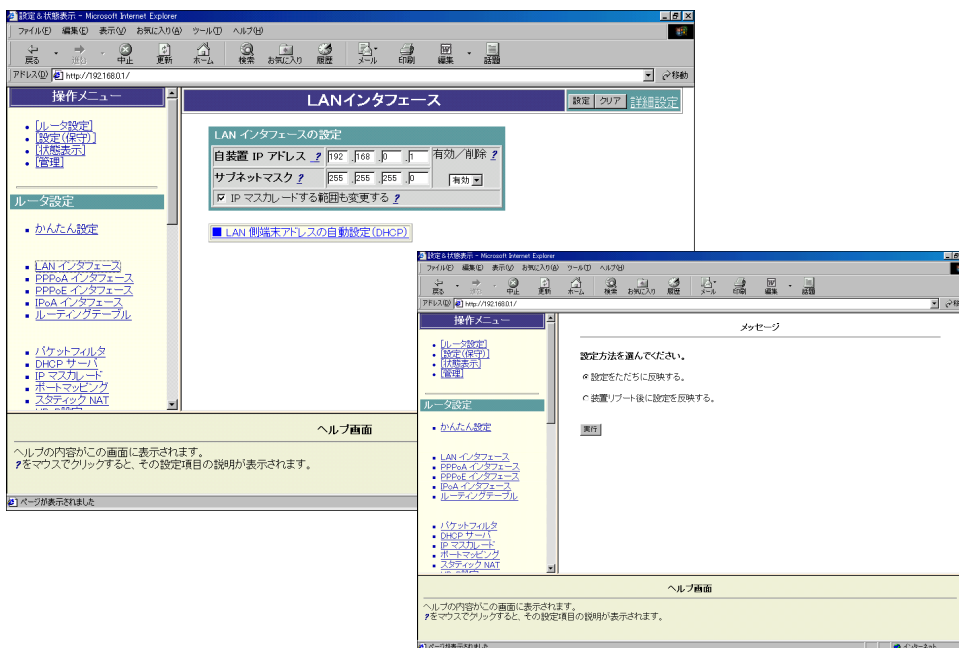 設定&状態表示 - Microsoft Internet Explorer
ファイル(F) 編集(E) 表示(V) お気に入り(A) ツール(T) ヘルプ(H)
戻る 進む 中止 更新 ホーム 検索 お気に入り 履歴 メール 印刷 編集 話題
アドレス(D) http://192.168.0.1/ 移動
操作メニュー
[ルータ設定]
[設定(保守)]
[状態表示]
[管理]
ルータ設定
かんたん設定
LAN インタフェース
PPPoA インタフェース
PPPoE インタフェース
IPoA インタフェース
ルーティングテーブル
パケットフィルタ
DHCP サーバ
IP マスカレード
ポートマッピング
スタティック NAT
LANインタフェース
設定 クリア 詳細設定
LAN インタフェースの設定
自装置 IP アドレス ? 192 .168 .0 .1 有効/削除 ?
サブネットマスク ? 255 .255 .255 .0 有効
IP マスカレードする範囲も変更する ?
■ LAN 側端末アドレスの自動設定(DHCP)
ヘルプ画面
ヘルプの内容がこの画面に表示されます。
?をマウスでクリックすると、その設定項目の説明が表示されます。
ページが表示されました
設定&状態表示 - Microsoft Internet Explorer
ファイル(F) 編集(E) 表示(V) お気に入り(A) ツール(T) ヘルプ(H)
戻る 進む 中止 更新 ホーム 検索 お気に入り 履歴 メール 印刷 編集 話題
アドレス(D) http://192.168.0.1/
操作メニュー
[ルータ設定]
[設定(保守)]
[状態表示]
[管理]
ルータ設定
かんたん設定
LAN インタフェース
PPPoA インタフェース
PPPoE インタフェース
IPoA インタフェース
ルーティングテーブル
パケットフィルタ
DHCP サーバ
IP マスカレード
ポートマッピング
スタティック NAT
メッセージ
設定方法を選んでください。
設定をただちに反映する。
装置リブート後に設定を反映する。
実行
ヘルプ画面
ヘルプの内容がこの画面に表示されます。
?をマウスでクリックすると、その設定項目の説明が表示されます。
ページが表示されました
インターネット